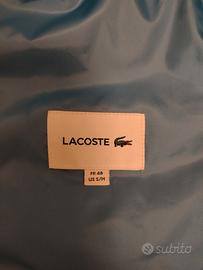 LACOSTE
FR 48
US S/M
subito